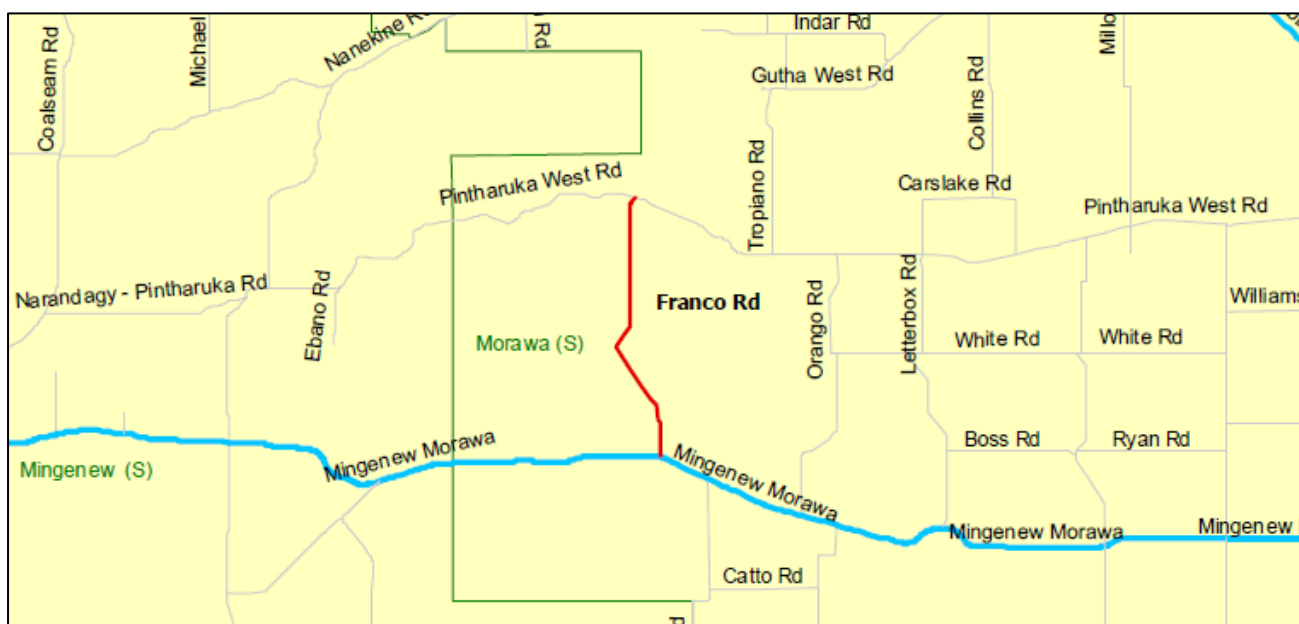 Coalseam Rd
Michael
Nanekine Rd
Rd
Indar Rd
Gutha West Rd
Collins Rd
Millo
Pintharuka West Rd
Tropiano Rd
Carslake Rd
Pintharuka West Rd
Narandagy - Pintharuka Rd
Ebano Rd
Franco Rd
Morawa (S)
Orango Rd
Letterbox Rd
White Rd
White Rd
Williams
Mingenew (S)
Mingenew Morawa
Mingenew Morawa
Boss Rd
Ryan Rd
Mingenew Morawa
Mingenew
Catto Rd